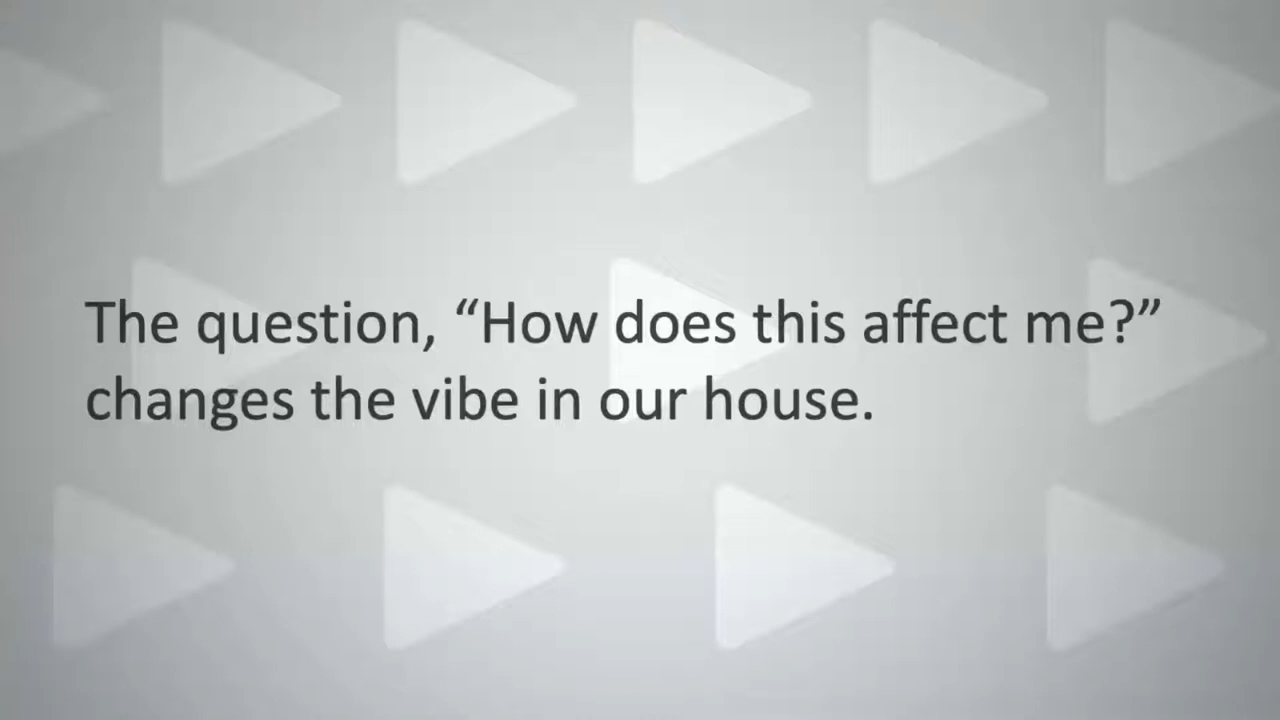 The question, “How does this affect me?”
changes the vibe in our house.